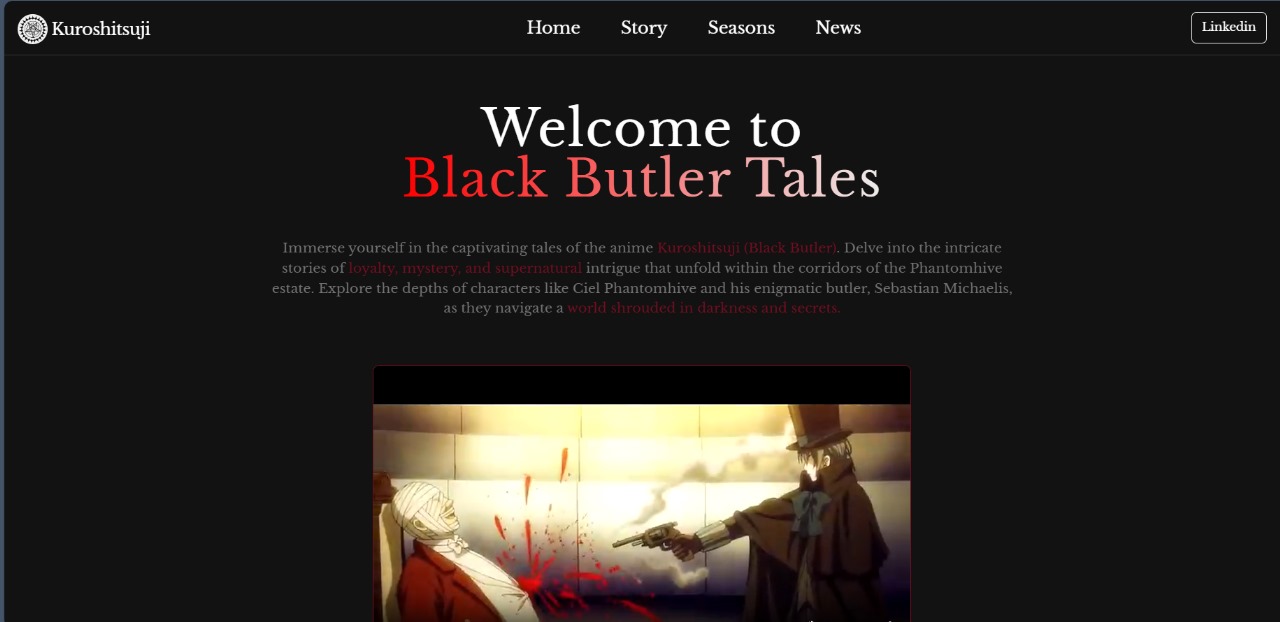 Kuroshitsuji
Home Story Seasons News
Linkedin
Welcome to
Black Butler Tales
Immerse yourself in the captivating tales of the anime Kuroshitsuji (Black Butler). Delve into the intricate
stories of loyalty, mystery, and supernatural intrigue that unfold within the corridors of the Phantomhive
estate. Explore the depths of characters like Ciel Phantomhive and his enigmatic butler, Sebastian Michaelis,
as they navigate a world shrouded in darkness and secrets.